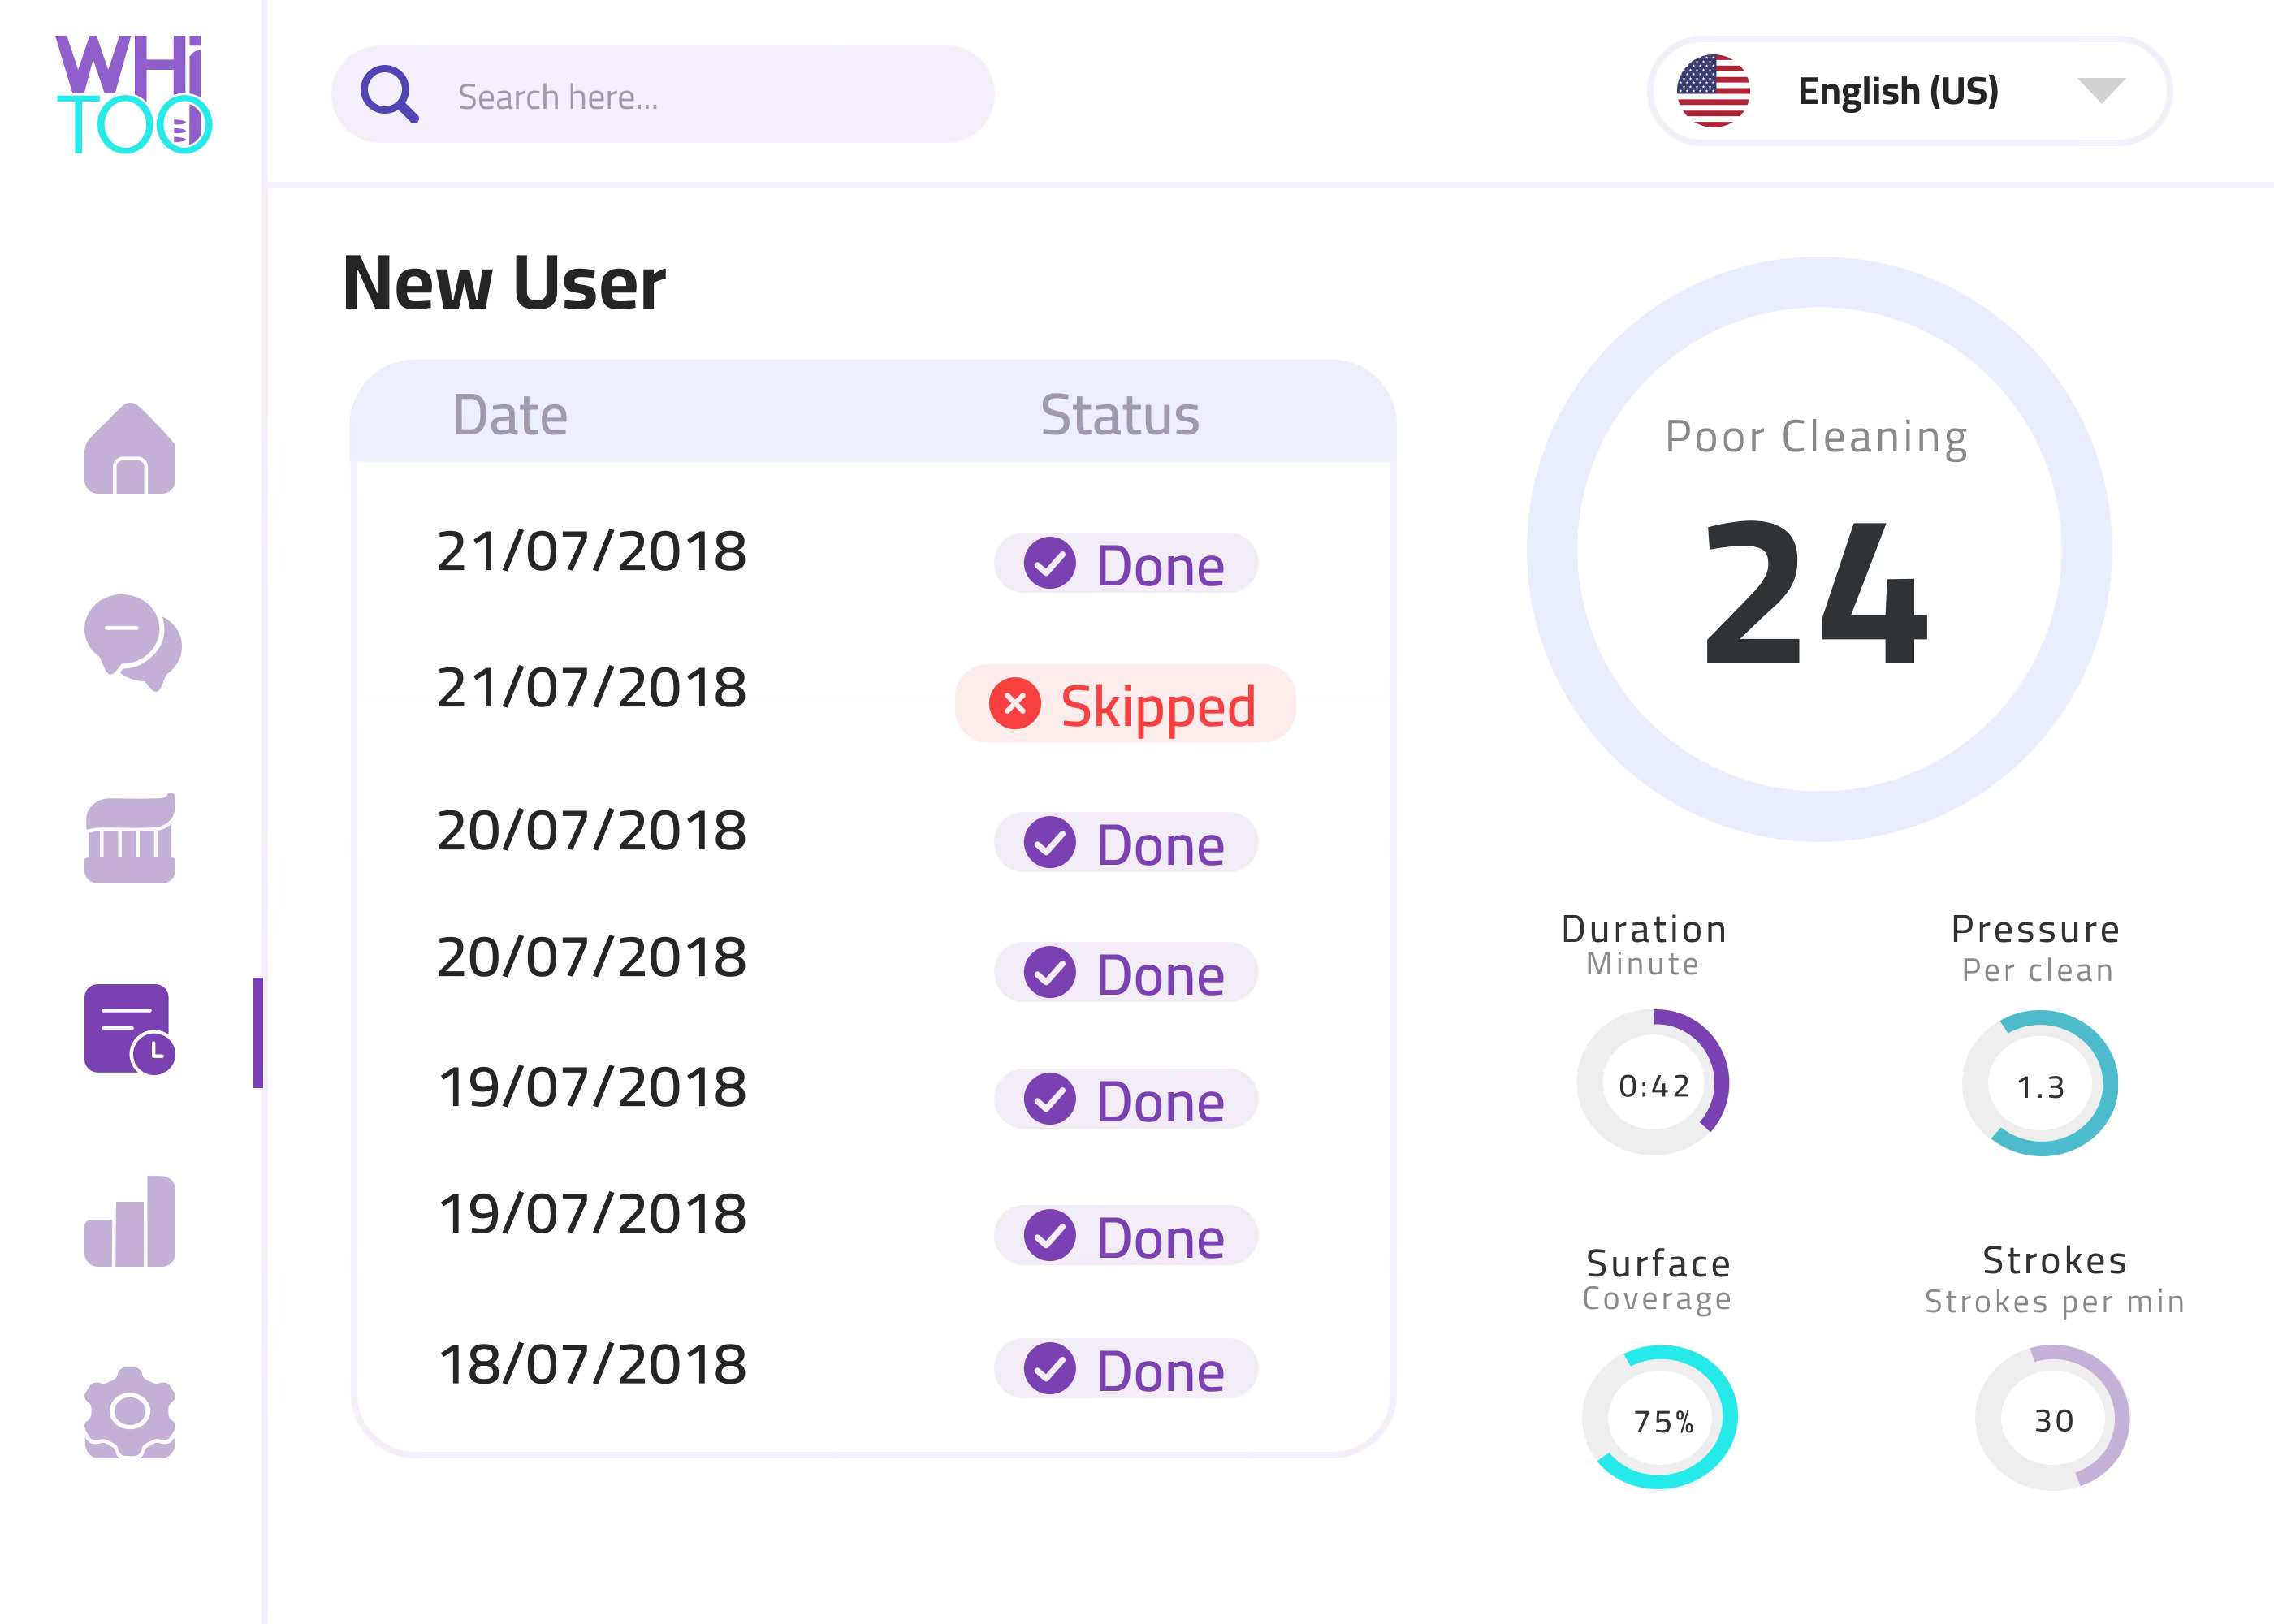 WHi
TOO
Search here...
English (US)
New User
Date Status
21/07/2018 Done
21/07/2018 Skipped
20/07/2018 Done
20/07/2018 Done
19/07/2018 Done
19/07/2018 Done
18/07/2018 Done
Poor Cleaning
24
Duration
Minute
0:42
Pressure
Per clean
1.3
Surface
Coverage
75%
Strokes
Strokes per min
30